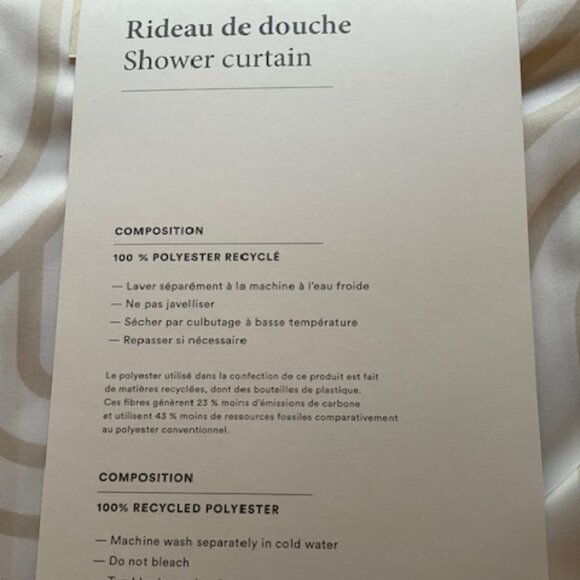 Rideau de douche
Shower curtain
COMPOSITION
100 % POLYESTER RECYCLÉ
— Laver séparément à la machine à l'eau froide
— Ne pas javelliser
— Sécher par culbutage à basse température
— Repasser si nécessaire
Le polyester utilisé dans la confection de ce produit est fait
de matières recyclées, dont des bouteilles de plastique.
Ces fibres génèrent 23 % moins d'émissions de carbone
et utilisent 43 % moins de ressources fossiles comparativement
au polyester conventionnel.
COMPOSITION
100% RECYCLED POLYESTER
— Machine wash separately in cold water
— Do not bleach